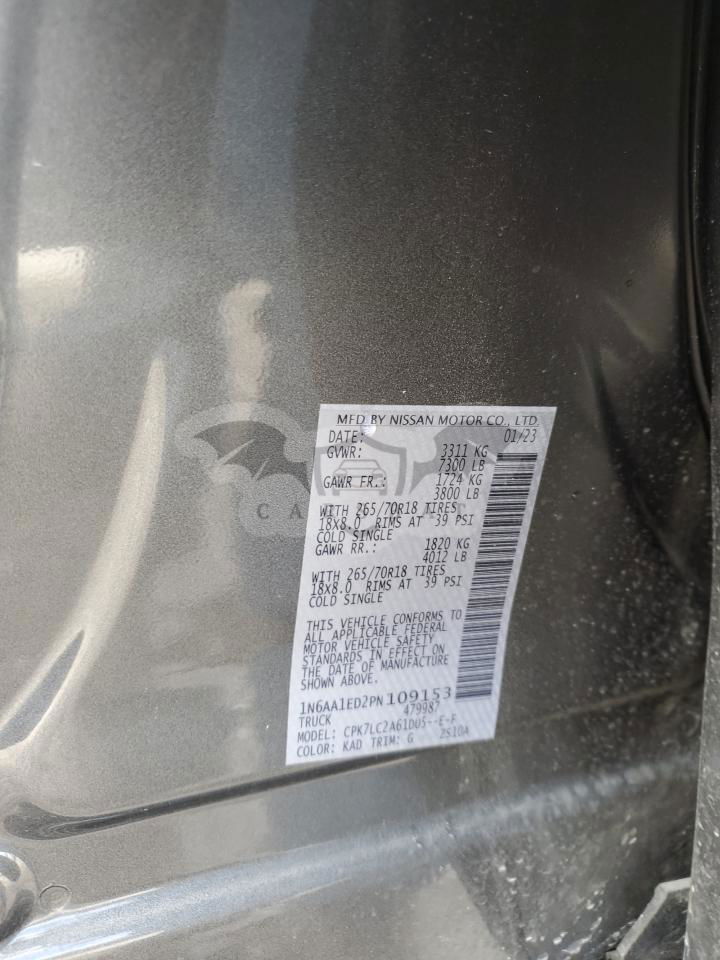 MFD BY NISSAN MOTOR CO., LTD.
DATE: 01/23
GVWR: 3311 KG
7300 LB
GAWR FR.: 1724 KG
3800 LB
WITH 265/70R18 TIRES
18X8.0 RIMS AT 39 PSI
COLD SINGLE
GAWR RR.: 1820 KG
4012 LB
WITH 265/70R18 TIRES
18X8.0 RIMS AT 39 PSI
COLD SINGLE
THIS VEHICLE CONFORMS TO
ALL APPLICABLE FEDERAL
MOTOR VEHICLE SAFETY
STANDARDS IN EFFECT ON
THE DATE OF MANUFACTURE
SHOWN ABOVE.
1N6AA1ED2PN109153
TRUCK 479987
MODEL: CPK7LC2A61DU5--E-F
COLOR: KAD TRIM: G 2S10A